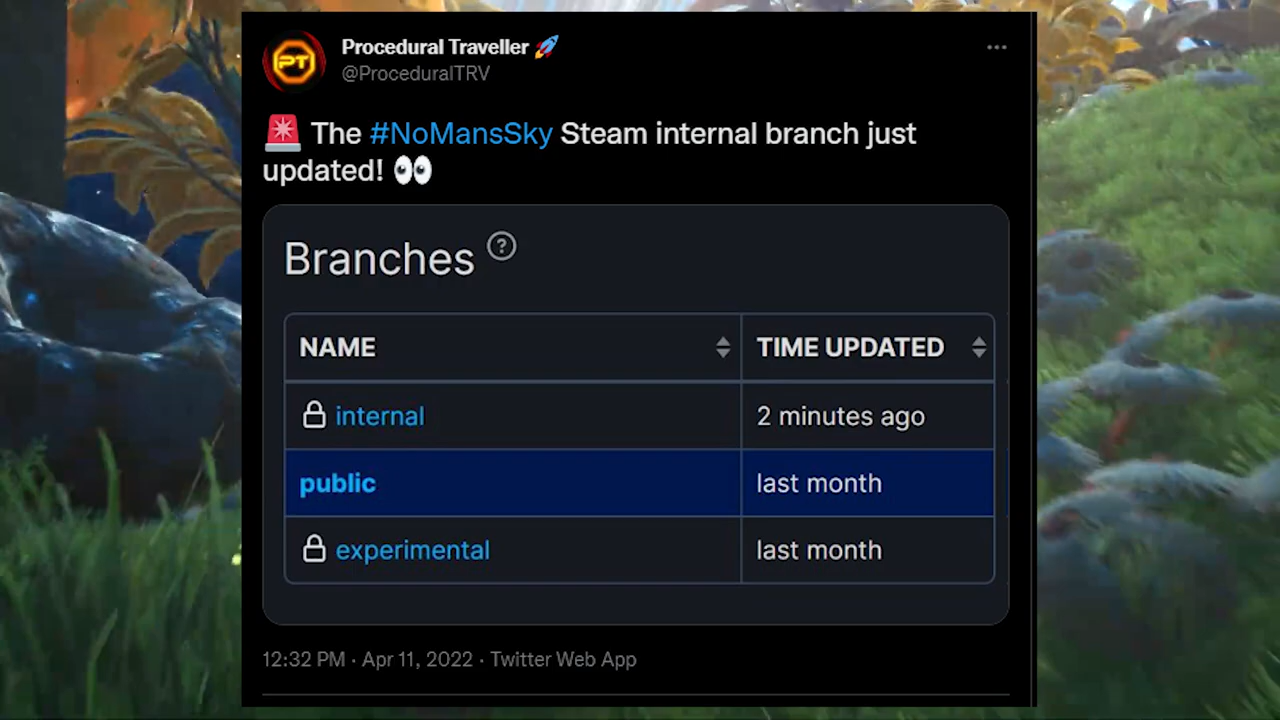 PT
Procedural Traveller 🚀
@ProceduralTRV
🚨 The #NoMansSky Steam internal branch just
updated! 👀
Branches ?
NAME TIME UPDATED
internal 2 minutes ago
public last month
experimental last month
12:32 PM · Apr 11, 2022 · Twitter Web App